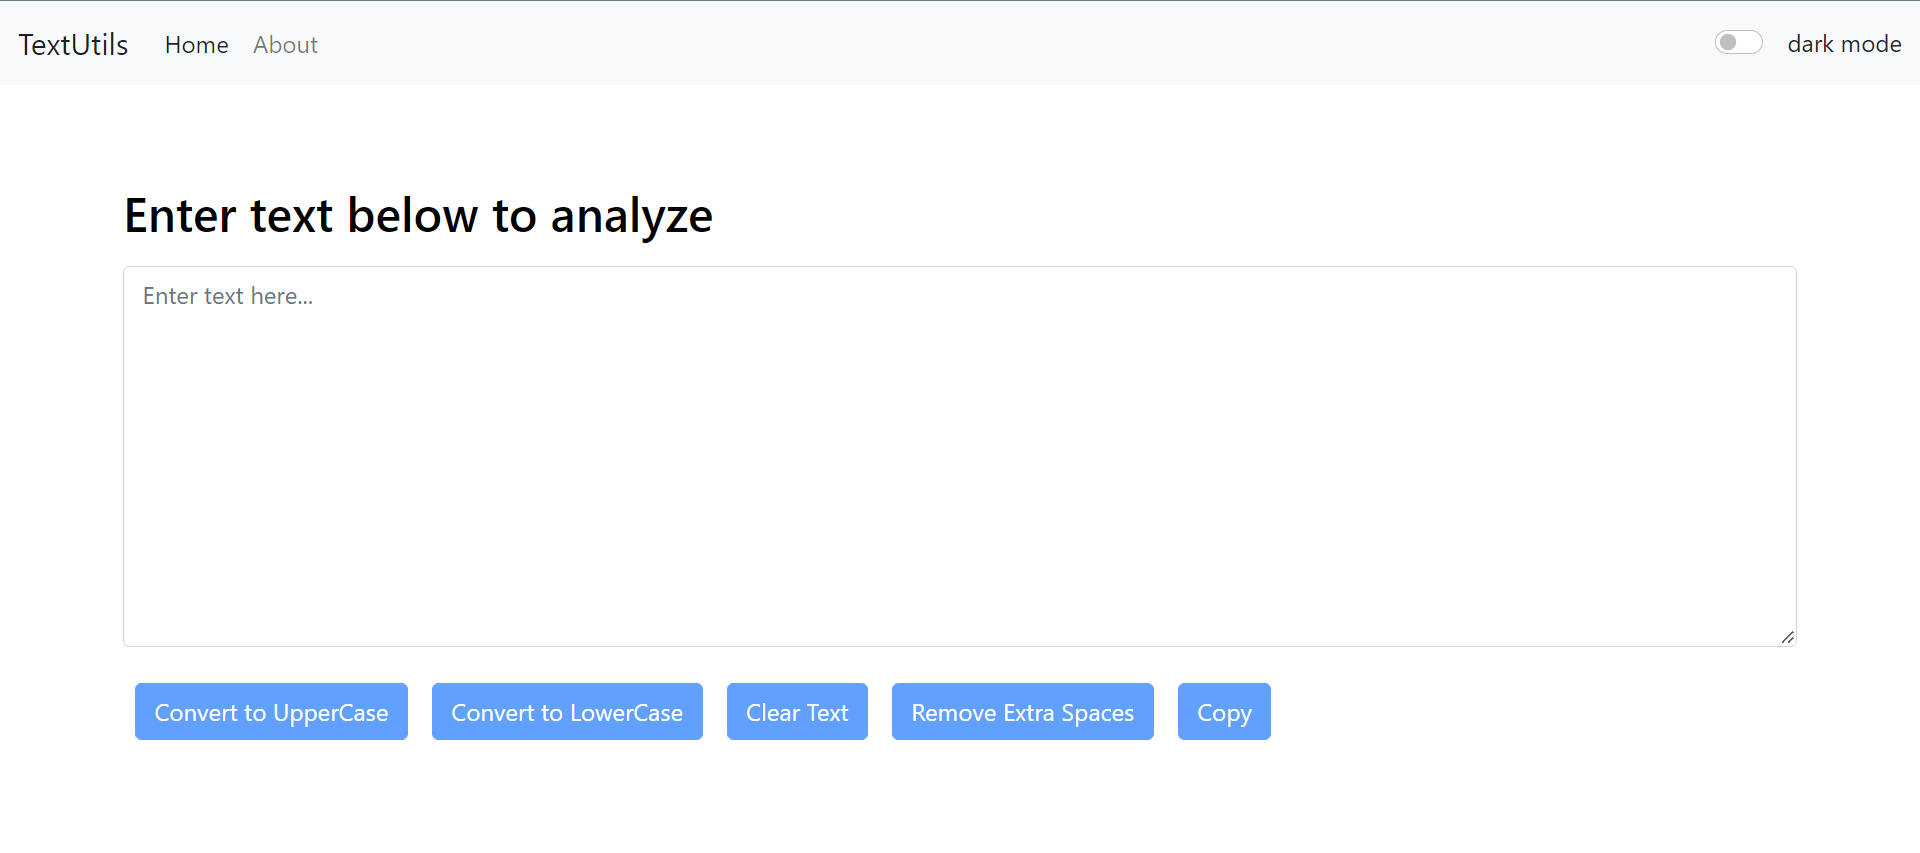 TextUtils Home About dark mode
Enter text below to analyze
Enter text here...
Convert to UpperCase Convert to LowerCase Clear Text Remove Extra Spaces Copy